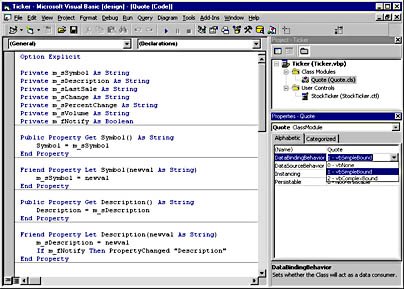 Ticker - Microsoft Visual Basic [design] - [Quote (Code)]
File Edit View Project Format Debug Run Query Diagram Tools Add-Ins Window Help
(General)
(Declarations)
Option Explicit
Private m_sSymbol As String
Private m_sDescription As String
Private m_sLastSale As String
Private m_sChange As String
Private m_sPercentChange As String
Private m_sVolume As String
Private m_fNotify As Boolean
Public Property Get Symbol() As String
Symbol = m_sSymbol
End Property
Friend Property Let Symbol(newval As String)
m_sSymbol = newval
End Property
Public Property Get Description() As String
Description = m_sDescription
End Property
Friend Property Let Description(newval As String)
m_sDescription = newval
If m_fNotify Then PropertyChanged "Description"
End Property
Project - Ticker
Ticker (Ticker.vbp)
Class Modules
Quote (Quote.cls)
User Controls
StockTicker (StockTicker.ctl)
Properties - Quote
Quote ClassModule
Alphabetic Categorized
(Name) Quote
DataBindingBehavior 1 - vbSimpleBound
DataSourceBehavior 0 - vbNone
Instancing 1 - vbSimpleBound
2 - vbComplexBound
Persistable
DataBindingBehavior
Sets whether the Class will act as a data consumer.